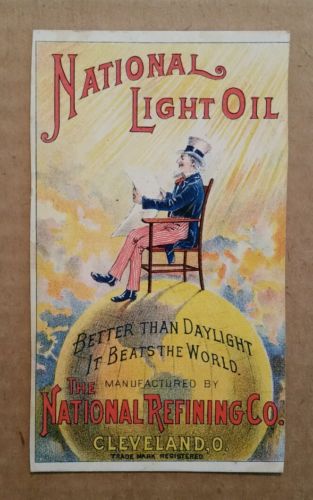 NATIONAL
LIGHT OIL
BETTER THAN DAYLIGHT
IT BEATS THE WORLD.
MANUFACTURED BY
THE
NATIONAL REFINING CO.
CLEVELAND, O.
TRADE MARK REGISTERED